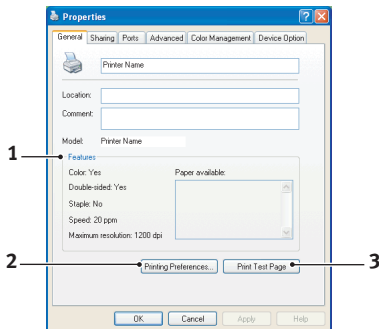 Properties
General Sharing Ports Advanced Color Management Device Option
Printer Name
Location:
Comment:
Model: Printer Name
1
Features
Color: Yes Paper available:
Double-sided: Yes
Staple: No
Speed: 20 ppm
Maximum resolution: 1200 dpi
2 Printing Preferences... Print Test Page 3
OK Cancel Apply Help